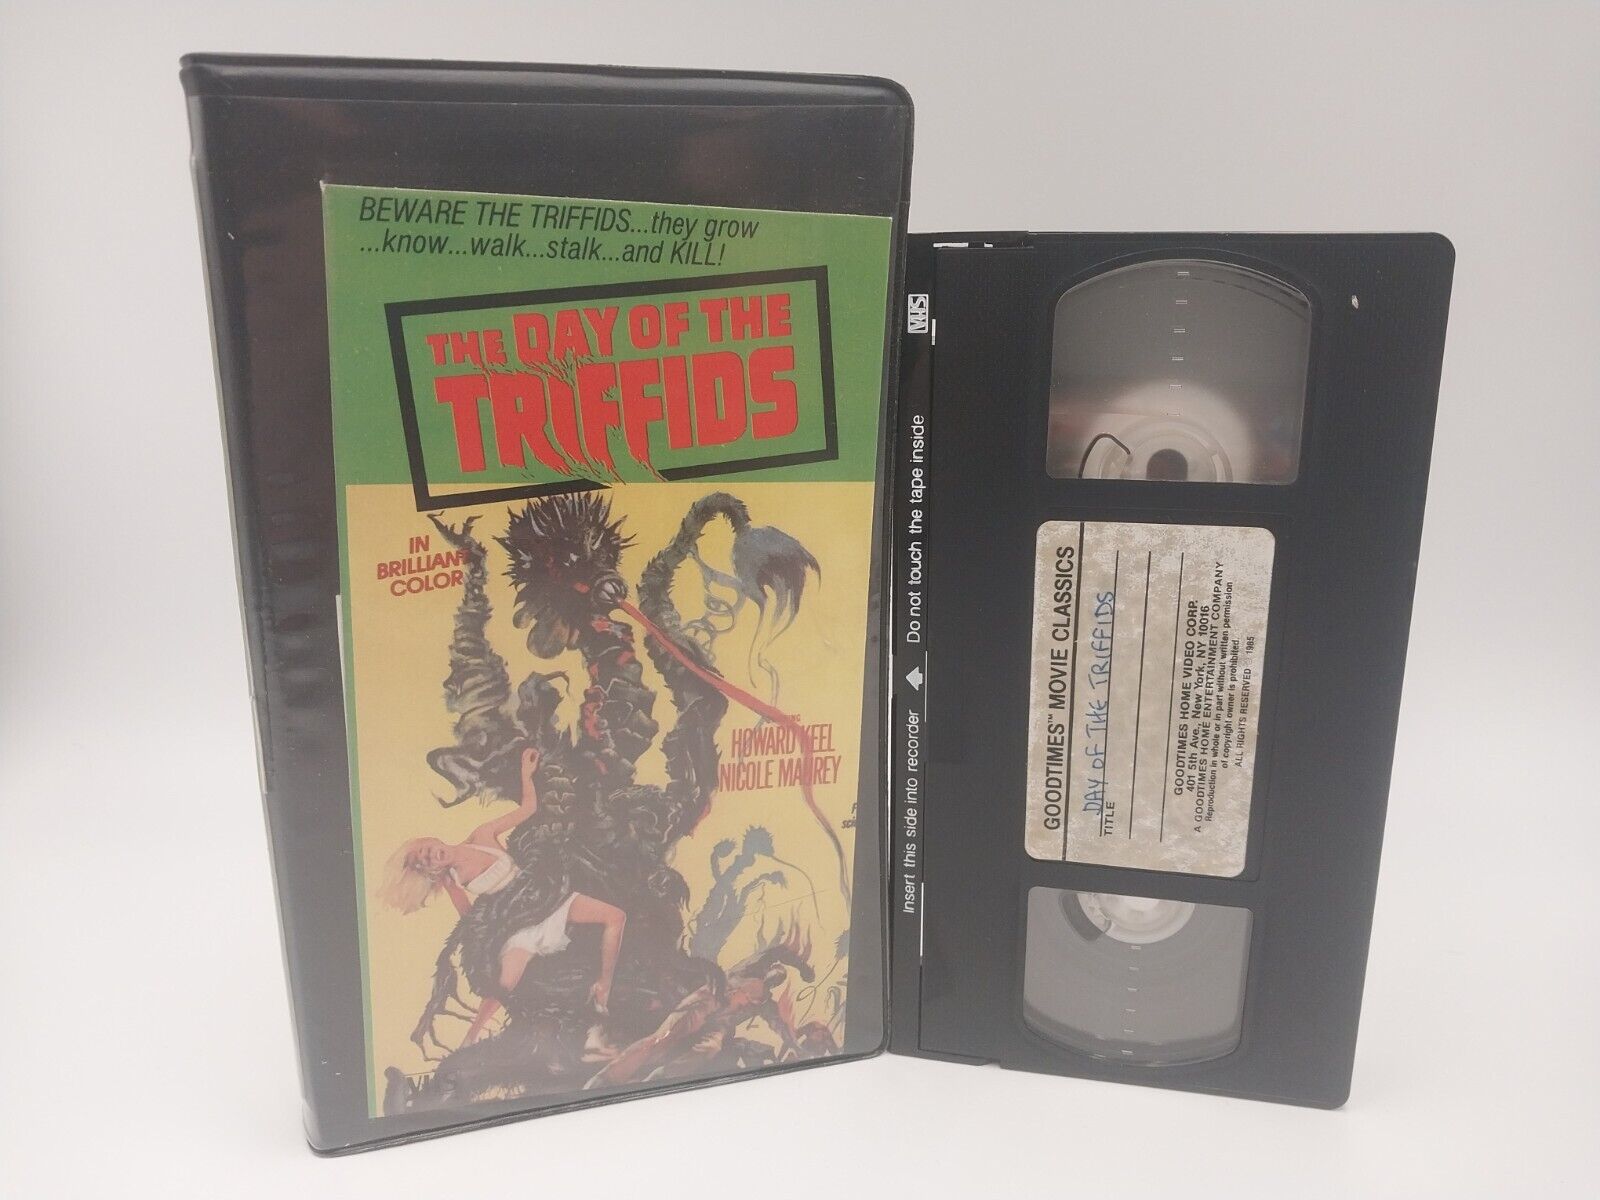 BEWARE THE TRIFFIDS...they grow
...know...walk...stalk...and KILL!
THE DAY OF THE
TRIFFIDS
IN
BRILLIANT
COLOR
HOWARD KEEL
NICOLE MAUREY
VHS
VHS
Insert this side into recorder Do not touch the tape inside
GOODTIMES™ MOVIE CLASSICS
DAY OF THE TRIFFIDS
TITLE
GOODTIMES HOME VIDEO CORP.
401 5th Ave., New York, NY 10016
A GOODTIMES HOME ENTERTAINMENT COMPANY
Reproduction in whole or in part without written permission
of copyright owner is prohibited.
ALL RIGHTS RESERVED © 1985